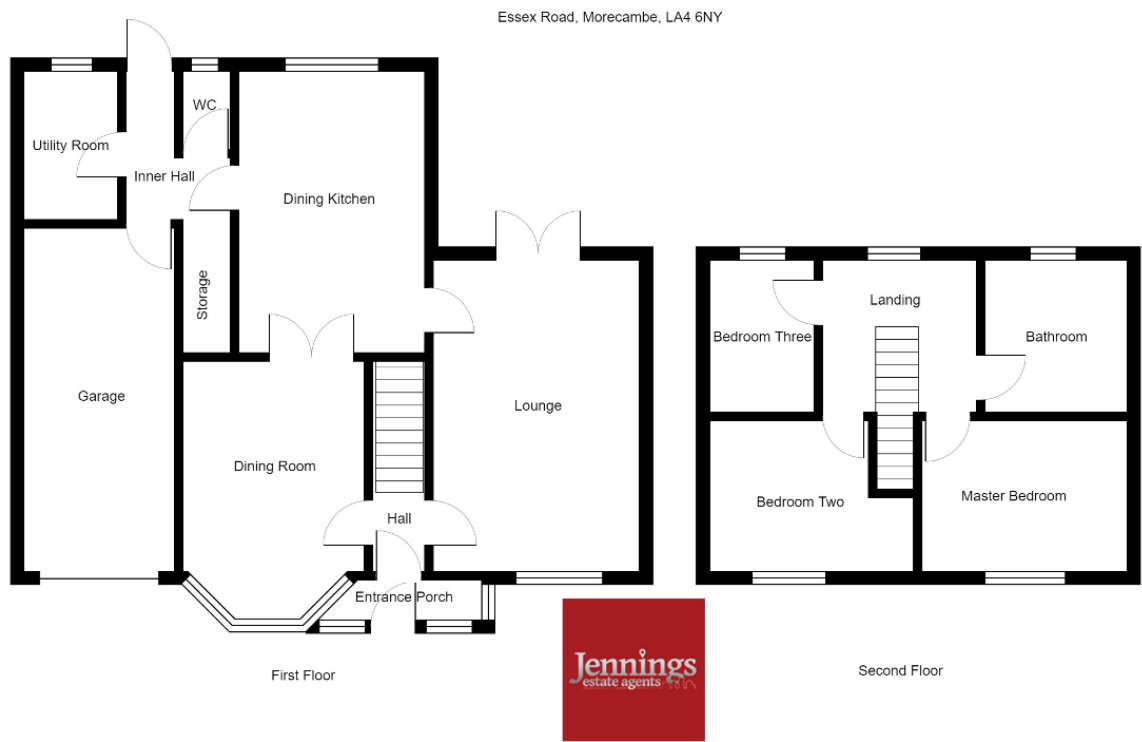 Essex Road, Morecambe, LA4 6NY
WC
Utility Room
Inner Hall
Dining Kitchen
Storage
Garage
Dining Room
Lounge
Hall
Entrance Porch
Landing
Bedroom Three
Bathroom
Bedroom Two
Master Bedroom
First Floor
Second Floor
Jennings
estate agents